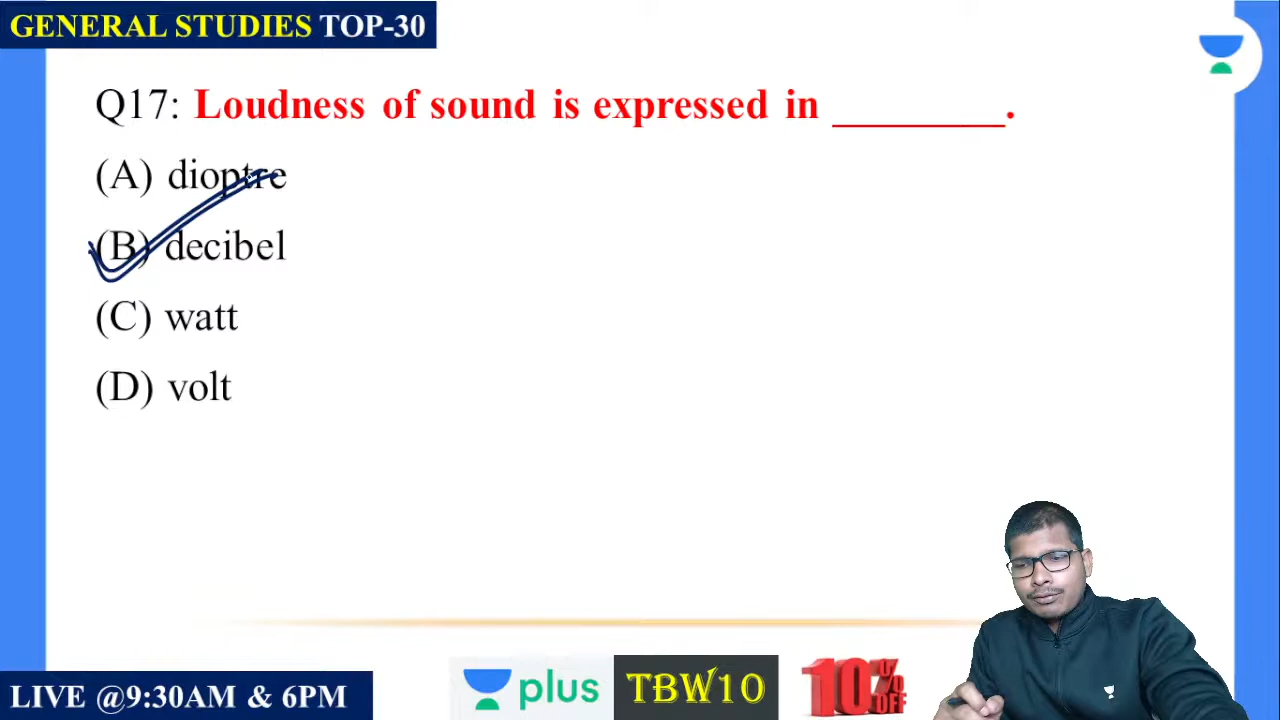 GENERAL STUDIES TOP-30
Q17: Loudness of sound is expressed in ________.
(A) dioptre
(B) decibel
(C) watt
(D) volt
LIVE @9:30AM & 6PM
plus
TBW10
10% OFF